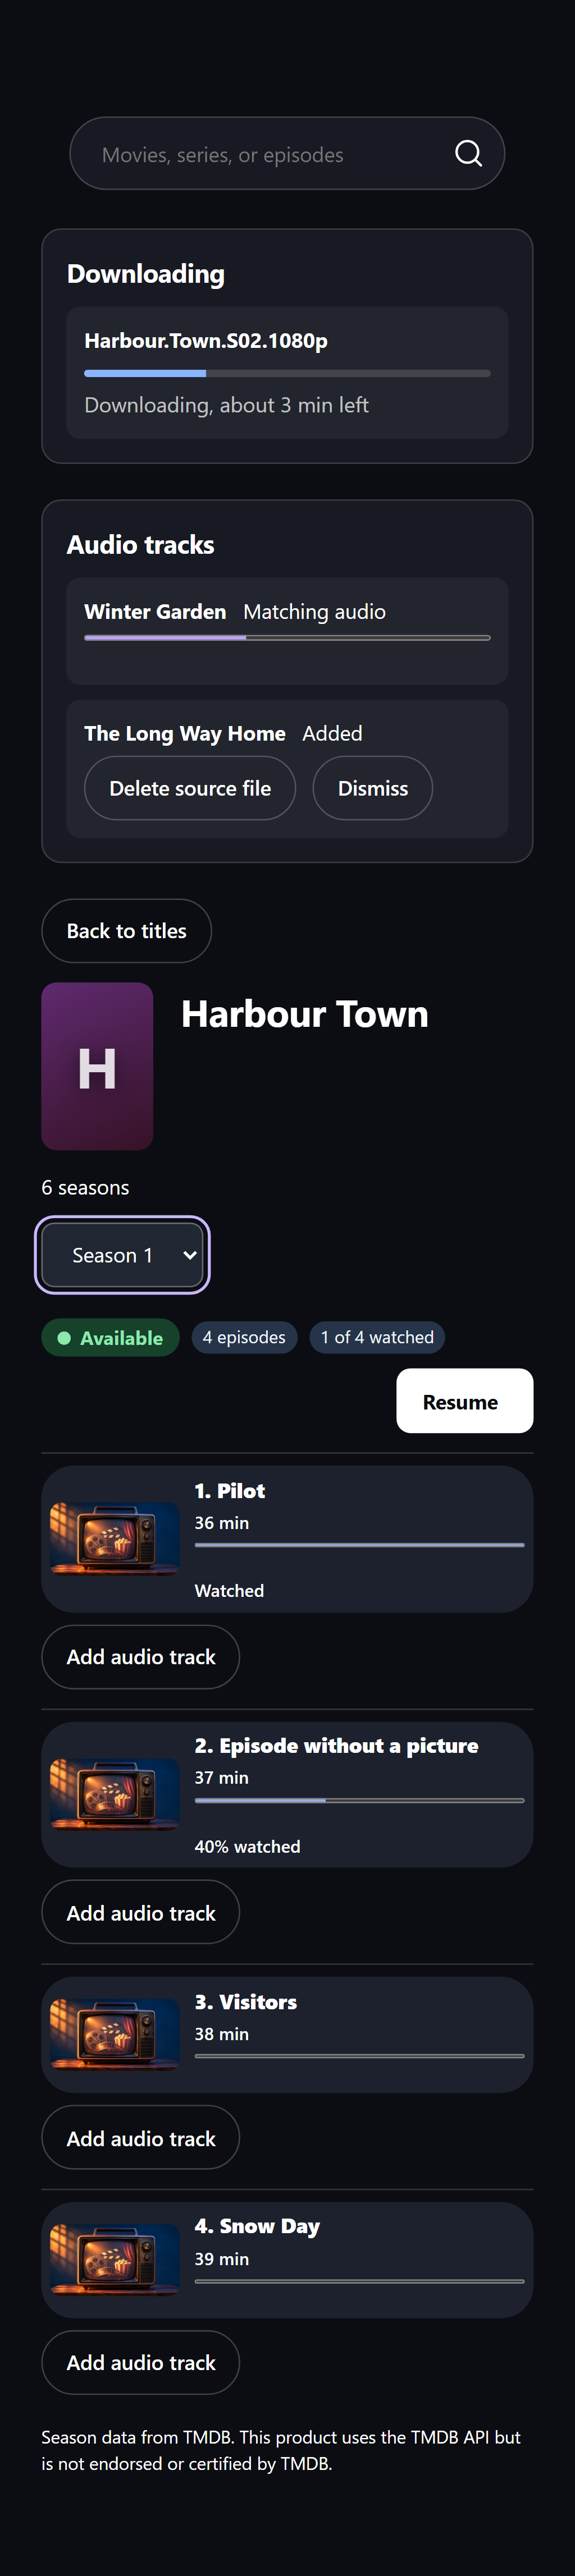 Movies, series, or episodes
Downloading
Harbour.Town.S02.1080p
Downloading, about 3 min left
Audio tracks
Winter Garden Matching audio
The Long Way Home Added
Delete source file Dismiss
Back to titles
H
Harbour Town
6 seasons
Season 1
Available 4 episodes 1 of 4 watched
Resume
1. Pilot
36 min
Watched
Add audio track
2. Episode without a picture
37 min
40% watched
Add audio track
3. Visitors
38 min
Add audio track
4. Snow Day
39 min
Add audio track
Season data from TMDB. This product uses the TMDB API but
is not endorsed or certified by TMDB.